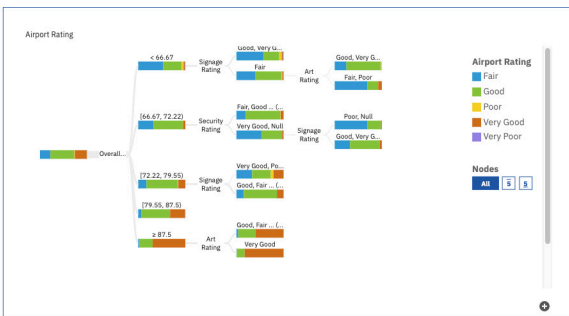 Airport Rating
< 66.67
Signage
Rating
Good, Very G...
Fair
Art
Rating
Good, Very G...
Fair, Poor
[66.67, 72.22)
Security
Rating
Fair, Good ... (...
Very Good, Null
Signage
Rating
Poor, Null
Good, Very G...
Overall...
[72.22, 79.55)
Signage
Rating
Very Good, Po...
Good, Fair ... (...
[79.55, 87.5)
≥ 87.5
Art
Rating
Good, Fair ... (...
Very Good
Airport Rating
Fair
Good
Poor
Very Good
Very Poor
Nodes
All
5
5